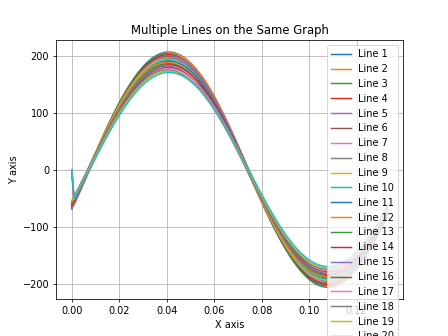 Multiple Lines on the Same Graph
Y axis
200
100
0
−100
−200
0.00
0.02
0.04
0.06
0.08
0.10
X axis
Line 1
Line 2
Line 3
Line 4
Line 5
Line 6
Line 7
Line 8
Line 9
Line 10
Line 11
Line 12
Line 13
Line 14
Line 15
Line 16
Line 17
Line 18
Line 19
Line 20